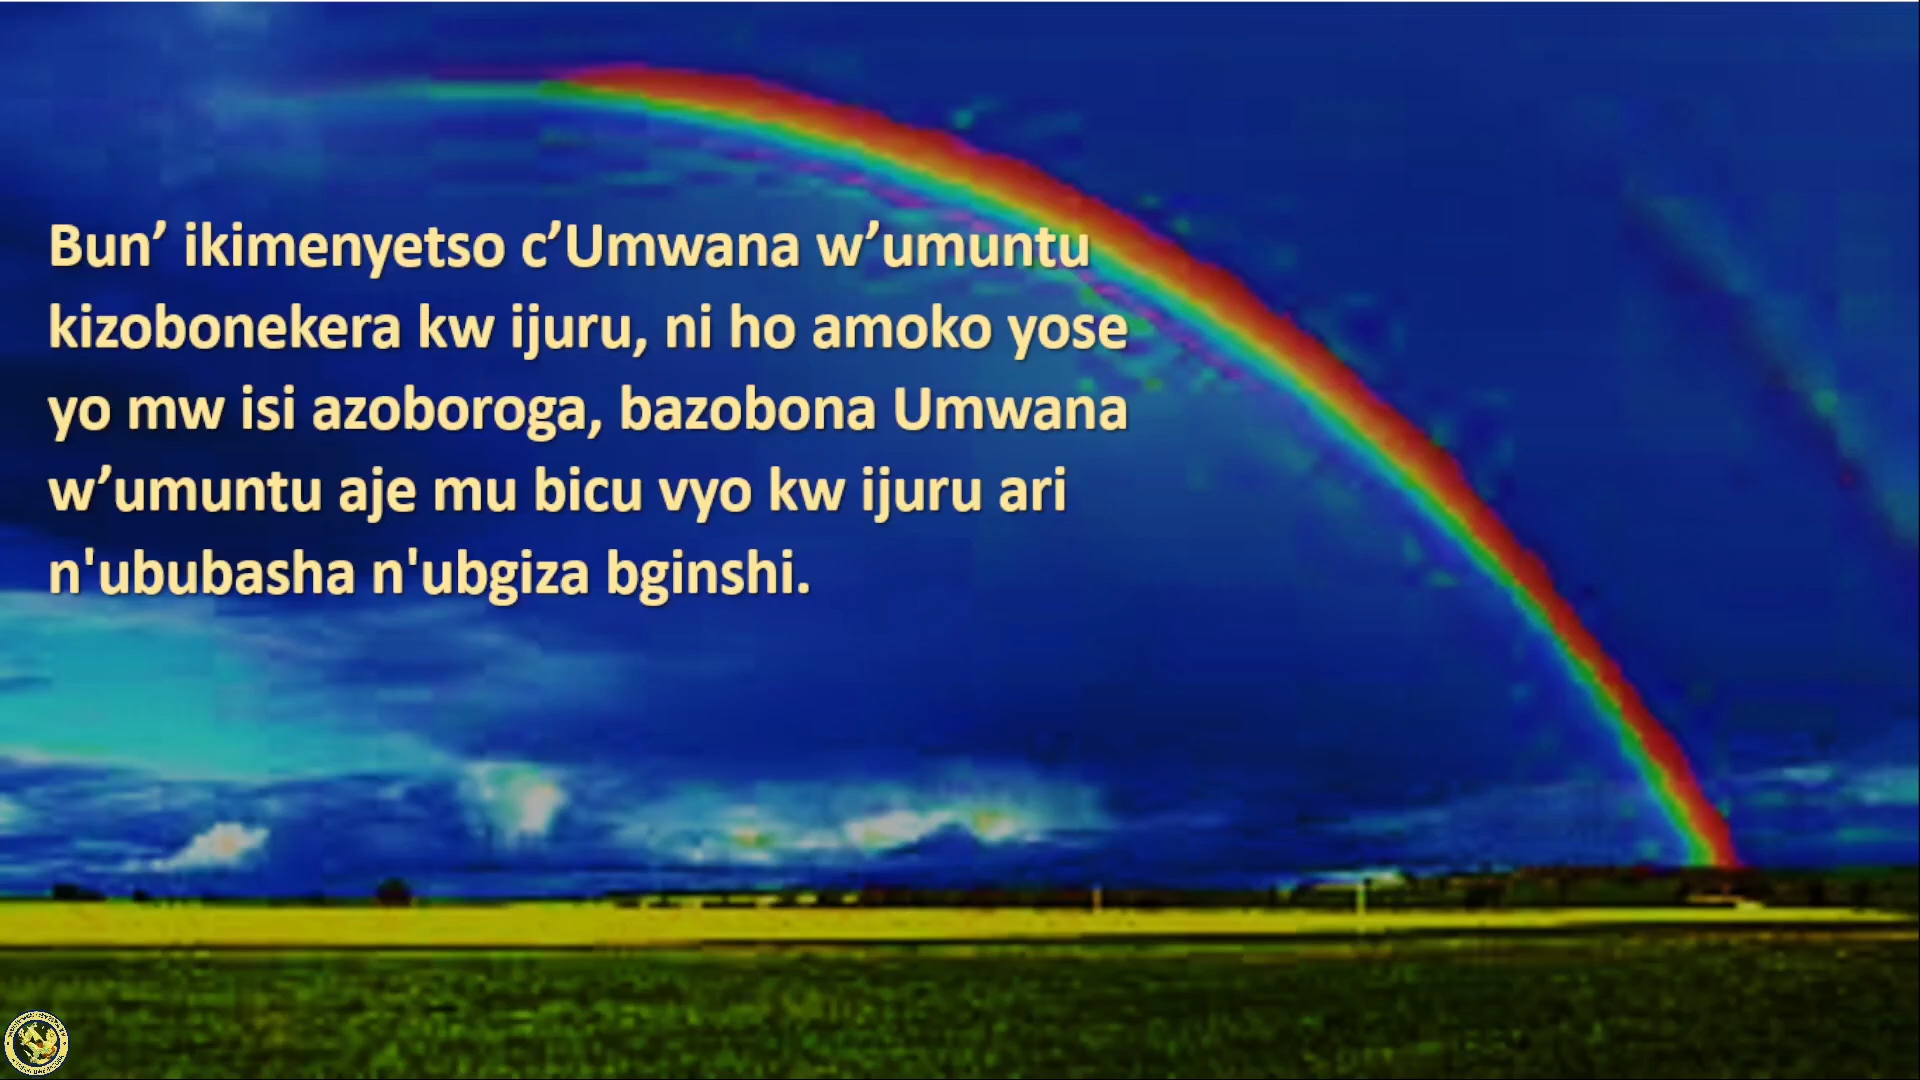 Bun’ ikimenyetso c’Umwana w’umuntu
kizobonekera kw ijuru, ni ho amoko yose
yo mw isi azoboroga, bazobona Umwana
w’umuntu aje mu bicu vyo kw ijuru ari
n'ububasha n'ubgiza bginshi.